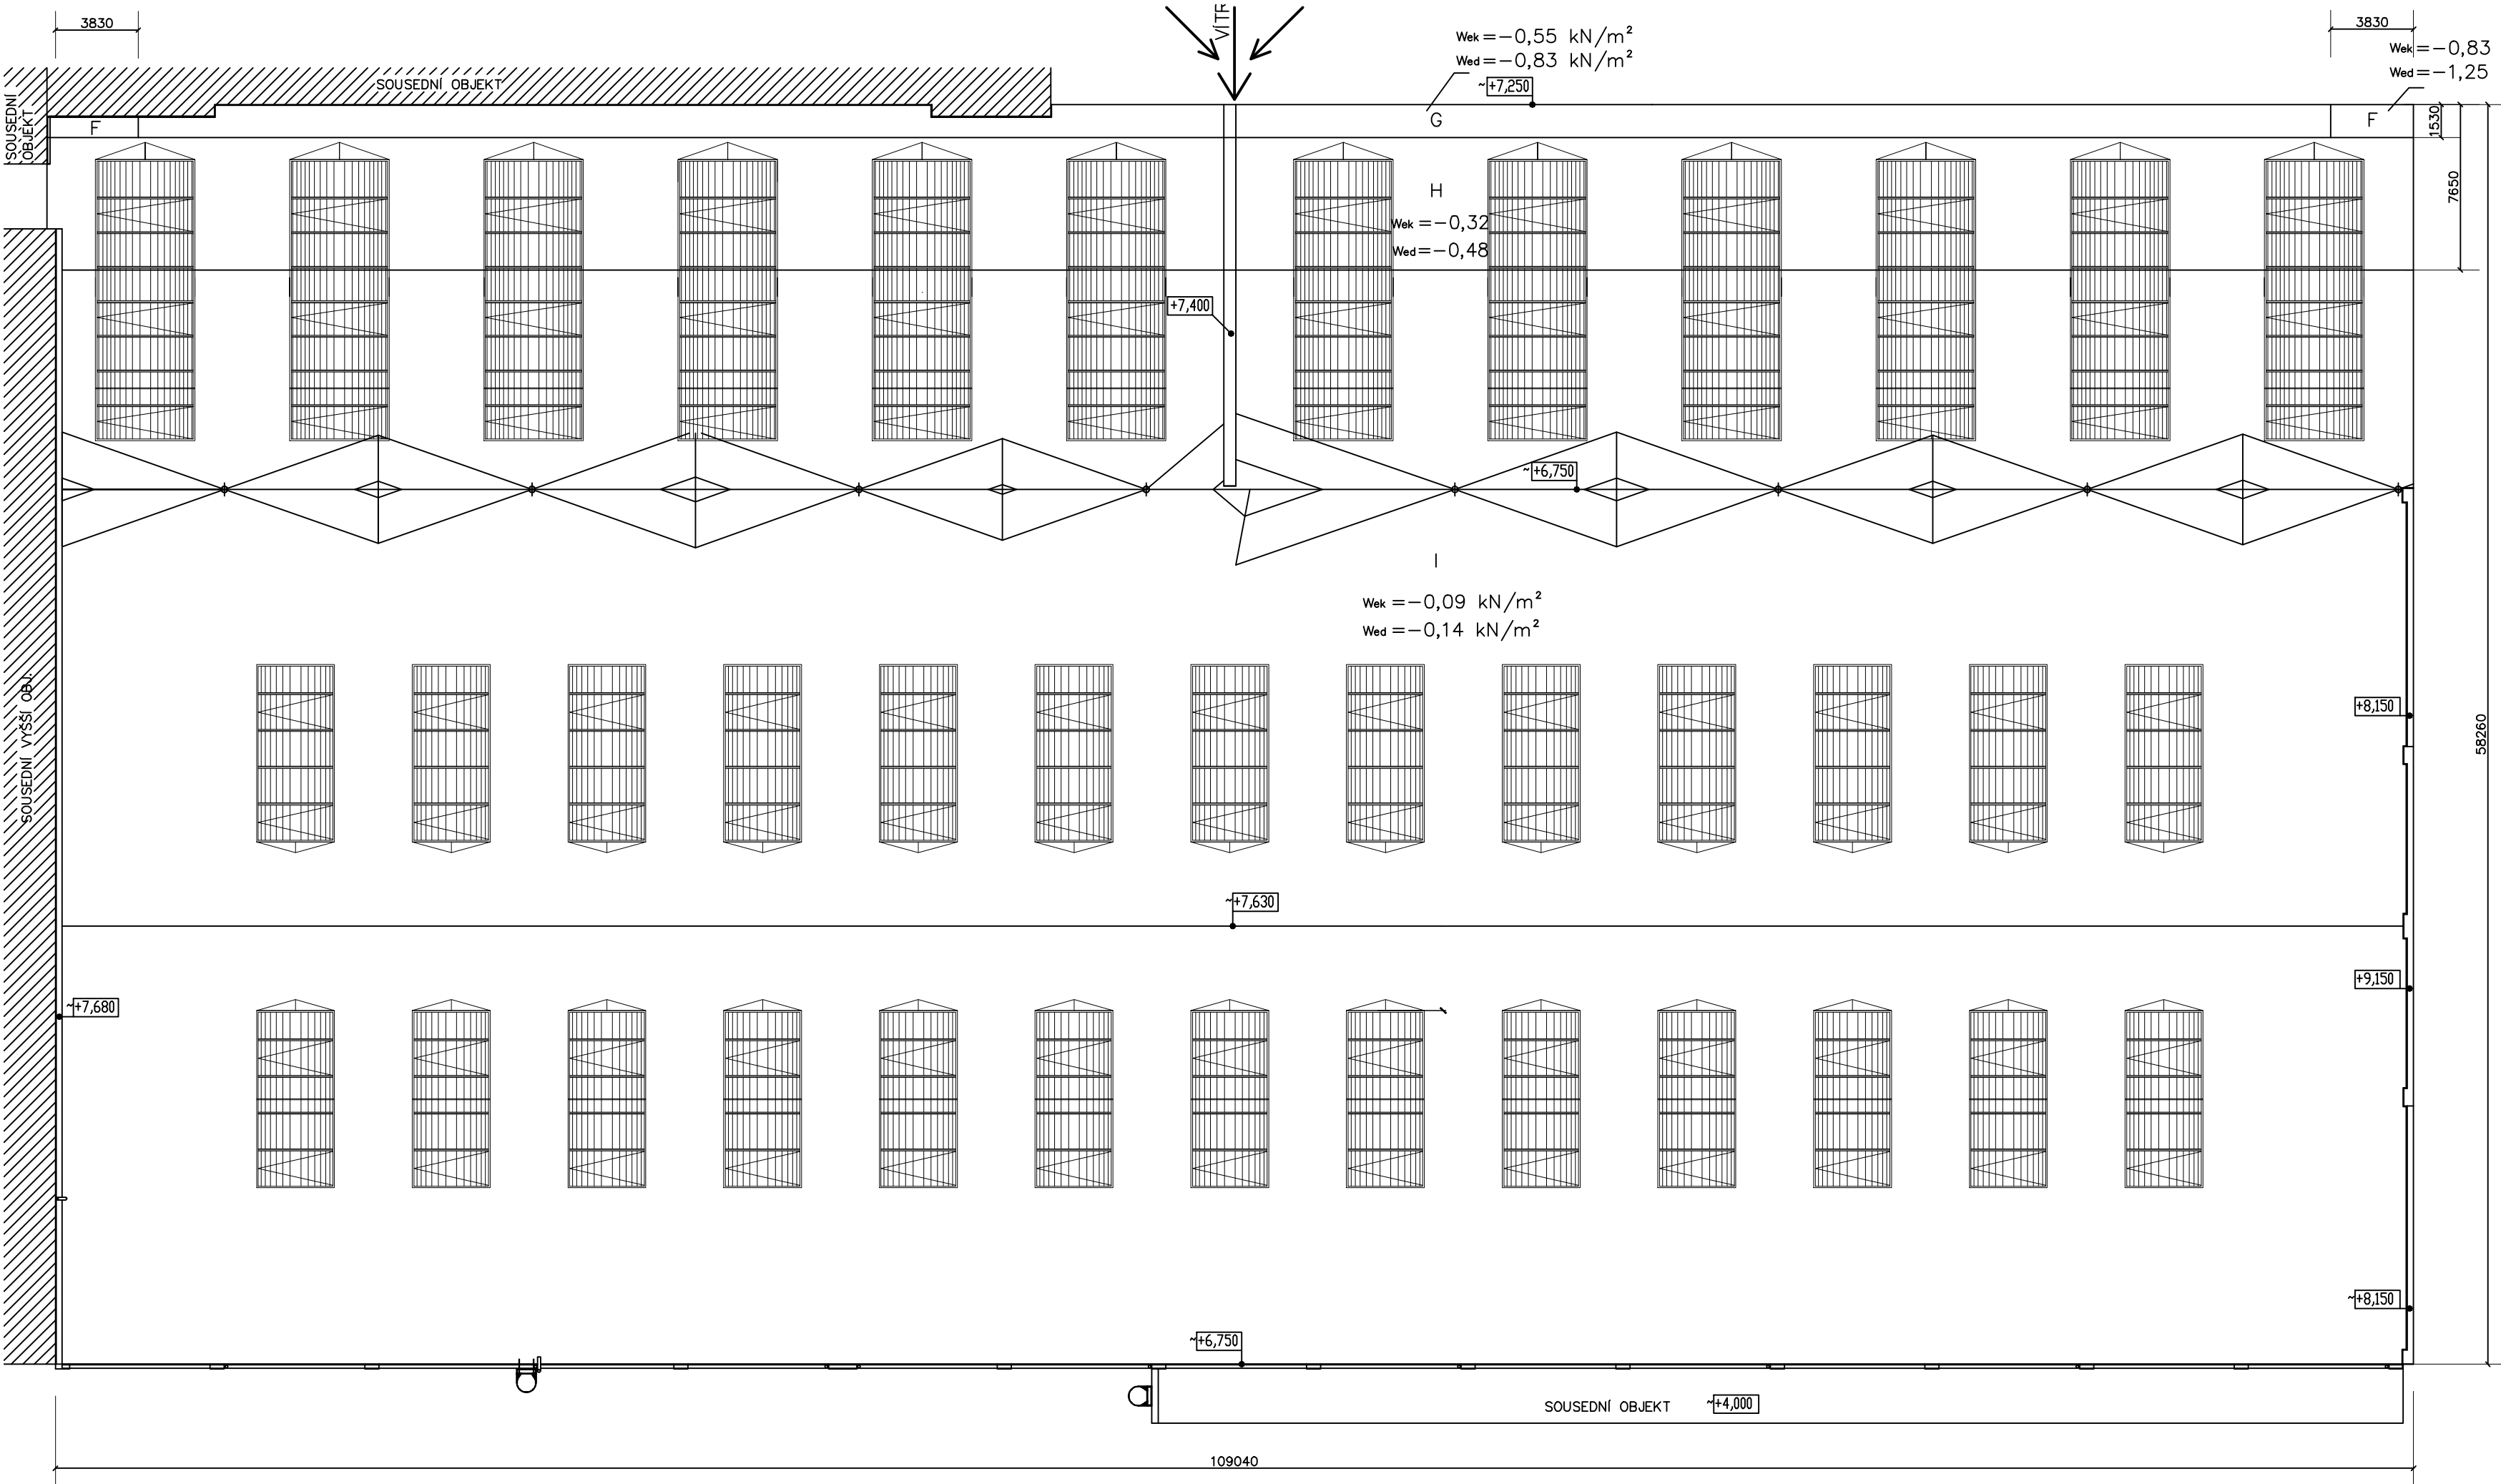 3830
VÍTR
Wek =-0,55 kN/m²
Wed =-0,83 kN/m²
~+7,250
3830
Wek =-0,83
Wed =-1,25
SOUSEDNÍ OBJEKT
SOUSEDNÍ
OBJEKT
F
G
F
1530
7650
H
Wek =-0,32
Wed =-0,48
+7,400
~+6,750
I
Wek =-0,09 kN/m²
Wed =-0,14 kN/m²
SOUSEDNÍ VYŠŠÍ OBJ.
+8,150
58260
~+7,630
+9,150
~+7,680
~+8,150
~+6,750
SOUSEDNÍ OBJEKT ~+4,000
109040